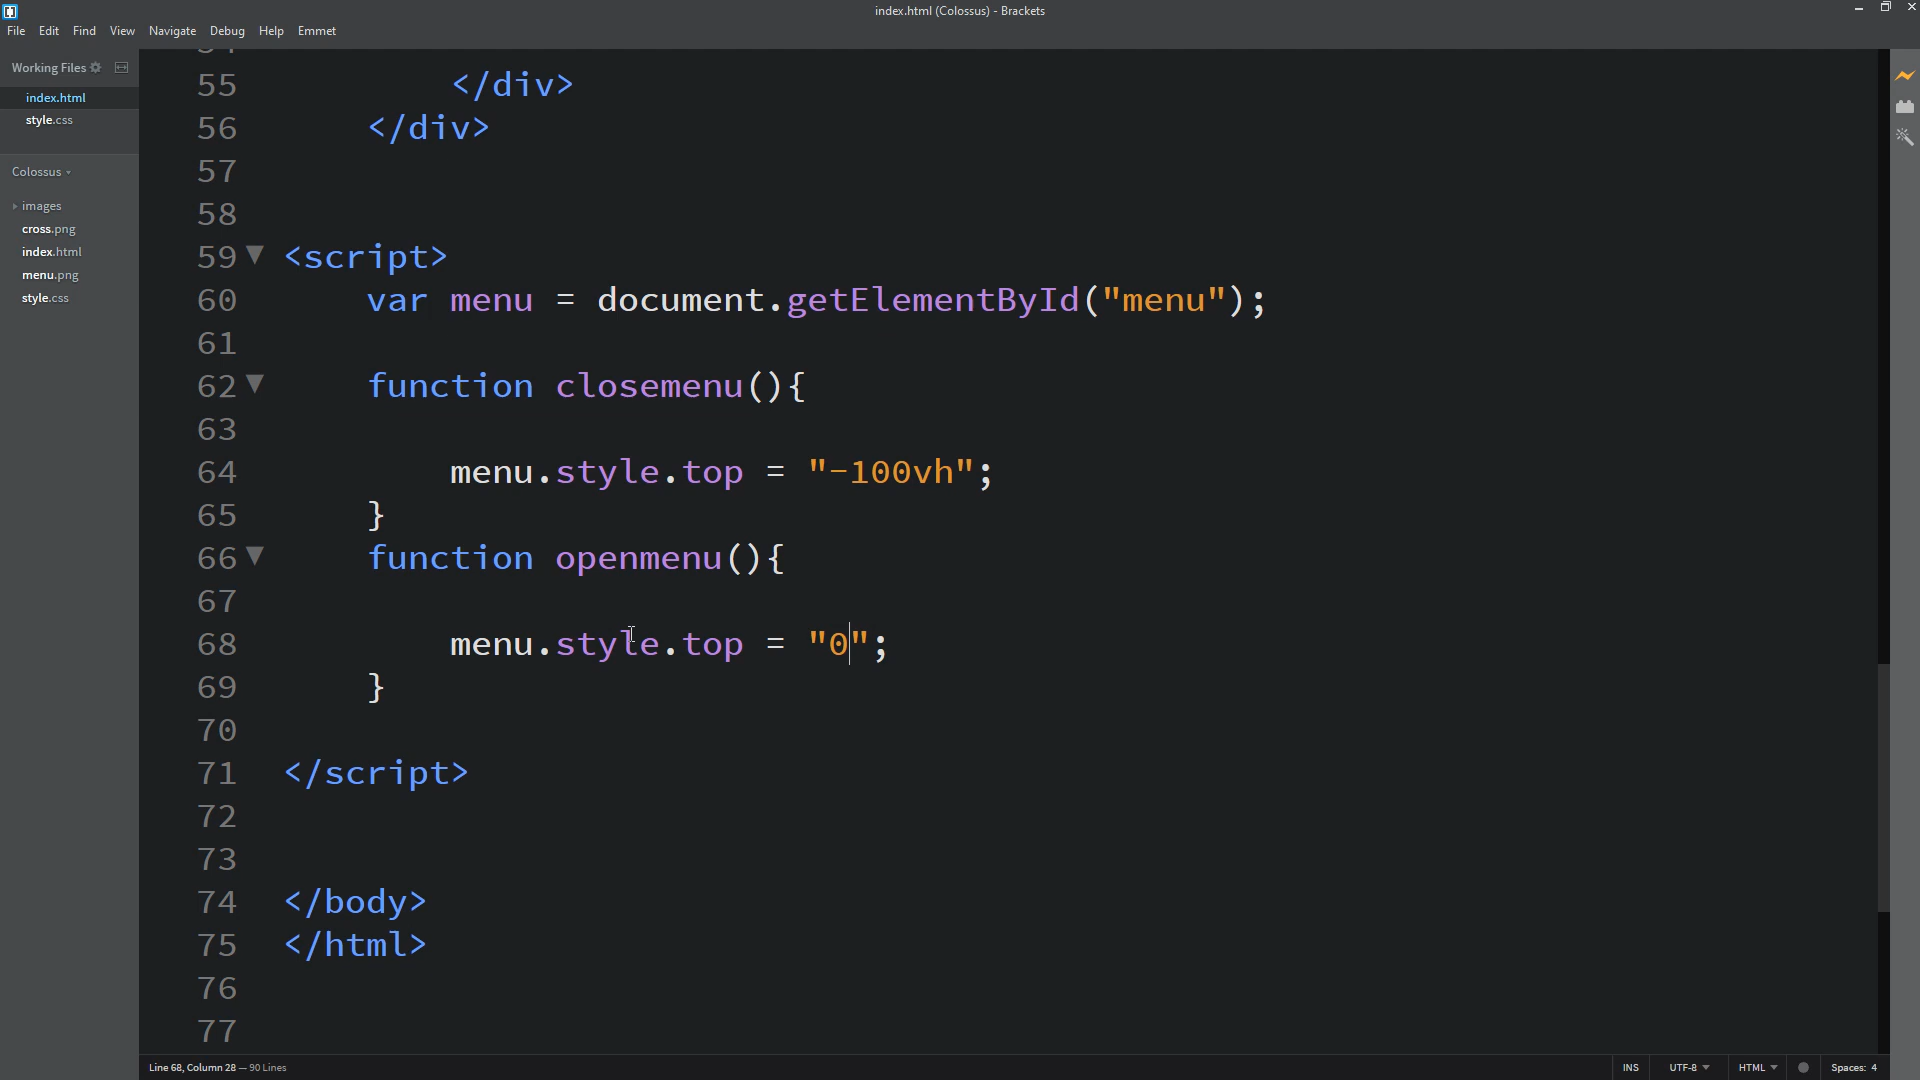 index.html (Colossus) - Brackets
File Edit Find View Navigate Debug Help Emmet
Working Files
index.html
style.css
Colossus
images
cross.png
index.html
menu.png
style.css
55 </div>
56 </div>
57
58
59 <script>
60 var menu = document.getElementById("menu");
61
62 function closemenu(){
63
64 menu.style.top = "-100vh";
65 }
66 function openmenu(){
67
68 menu.style.top = "0";
69 }
70
71 </script>
72
73
74 </body>
75 </html>
76
77
Line 68, Column 28 — 90 Lines
INS UTF-8 HTML Spaces: 4